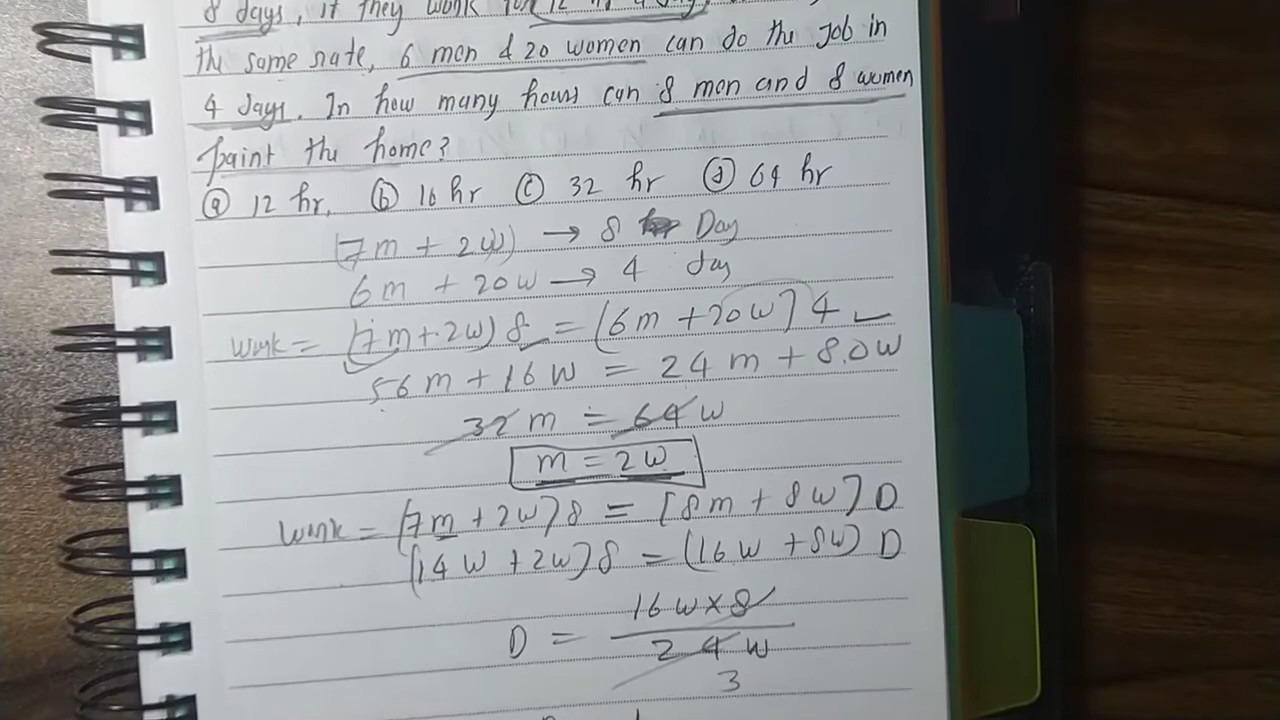 8 days, if they work for 12 hr a day,
the same rate, 6 men & 20 women can do the job in
4 days. In how many hours can 8 men and 8 women
paint the home?
ⓐ 12 hr, ⓑ 16 hr ⓒ 32 hr ⓓ 64 hr
(7m + 2w) → 8 Day
6m + 20w → 4 day
Work = (7m + 2w) 8 = (6m + 20w) 4
56m + 16w = 24m + 80w
32m = 64w
m = 2w
Work = (7m + 2w) 8 = [8m + 8w] D
(14w + 2w) 8 = (16w + 8w) D
D = 16w × 8
24w
3